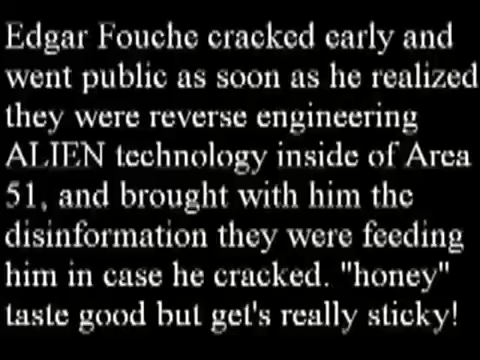 Edgar Fouche cracked early and
went public as soon as he realized
they were reverse engineering
ALIEN technology inside of Area
51, and brought with him the
disinformation they were feeding
him in case he cracked. "honey"
taste good but get's really sticky!